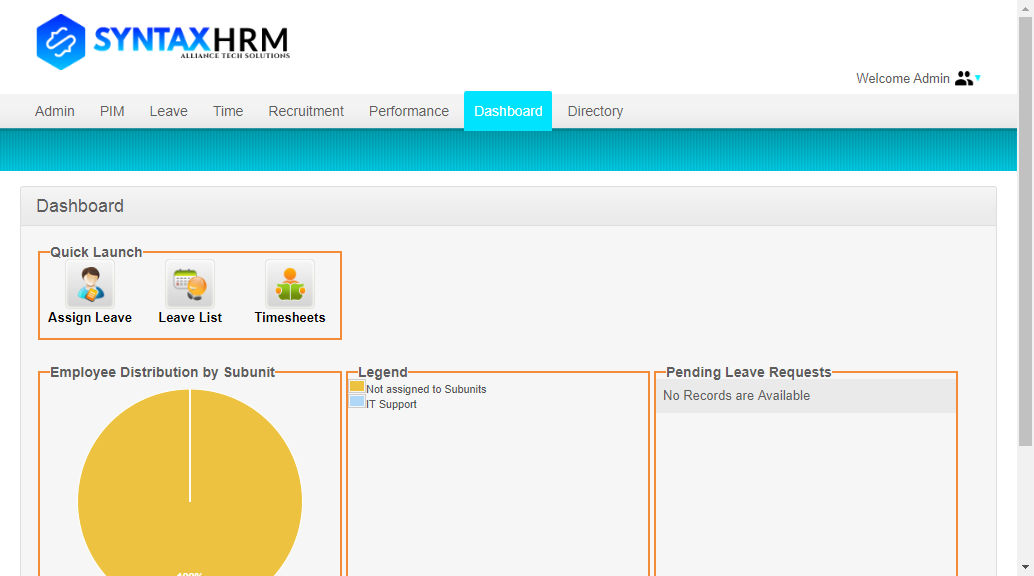 SYNTAXHRM
ALLIANCE TECH SOLUTIONS
Welcome Admin
Admin PIM Leave Time Recruitment Performance Dashboard Directory
Dashboard
Quick Launch
Assign Leave Leave List Timesheets
Employee Distribution by Subunit
Legend
Not assigned to Subunits
IT Support
Pending Leave Requests
No Records are Available